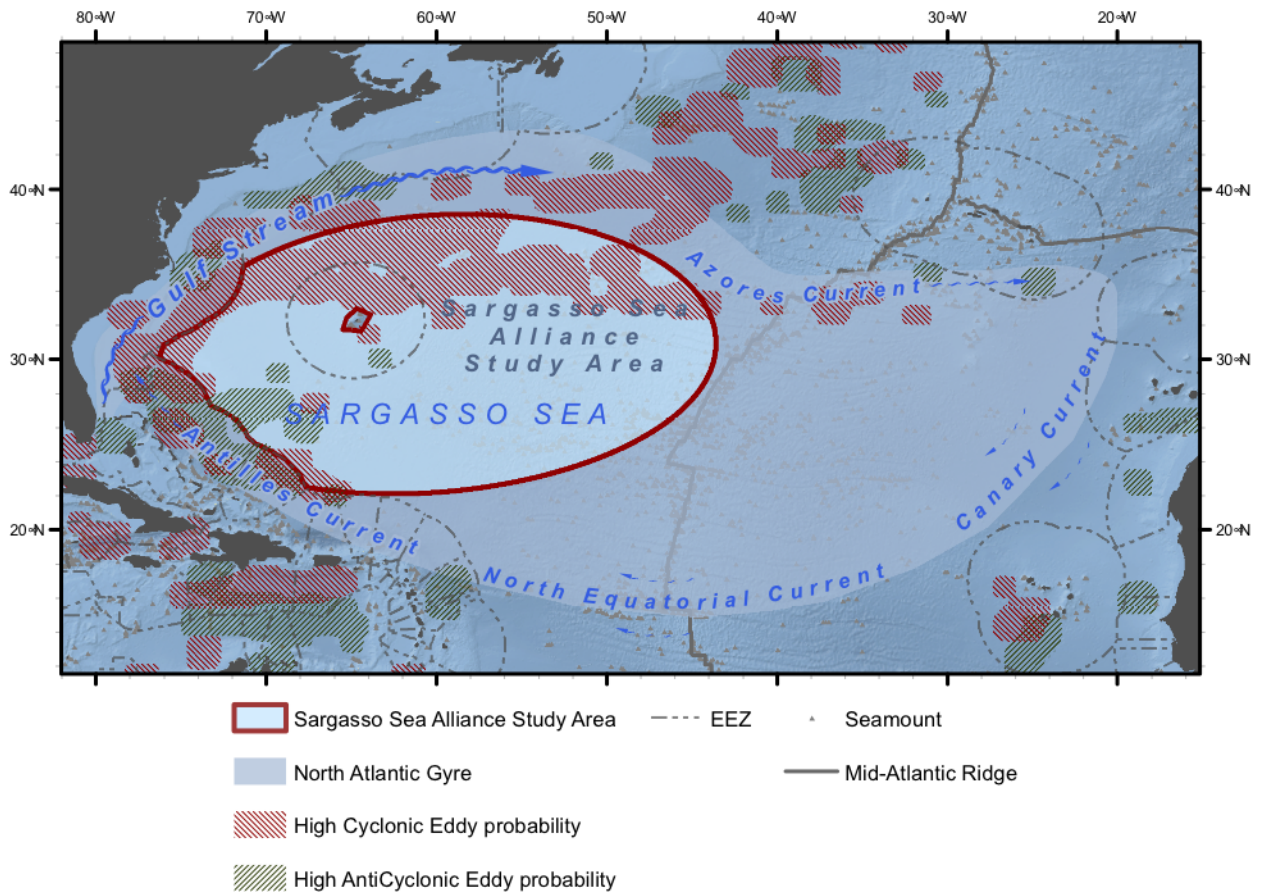 80°W 70°W 60°W 50°W 40°W 30°W 20°W
40°N 40°N
Gulf Stream
Azores Current
Sargasso Sea
Alliance
Study Area
30°N 30°N
SARGASSO SEA
Canary Current
Antilles Current
20°N 20°N
North Equatorial Current
Sargasso Sea Alliance Study Area EEZ Seamount
North Atlantic Gyre Mid-Atlantic Ridge
High Cyclonic Eddy probability
High AntiCyclonic Eddy probability